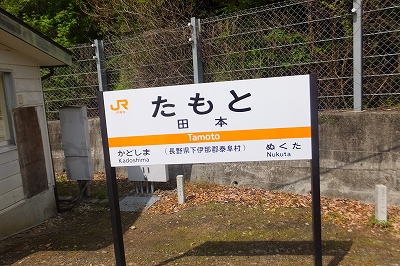 JR
たもと
田本
Tamoto
かどしま
Kadoshima
（長野県下伊那郡泰阜村）
ぬくた
Nukuta